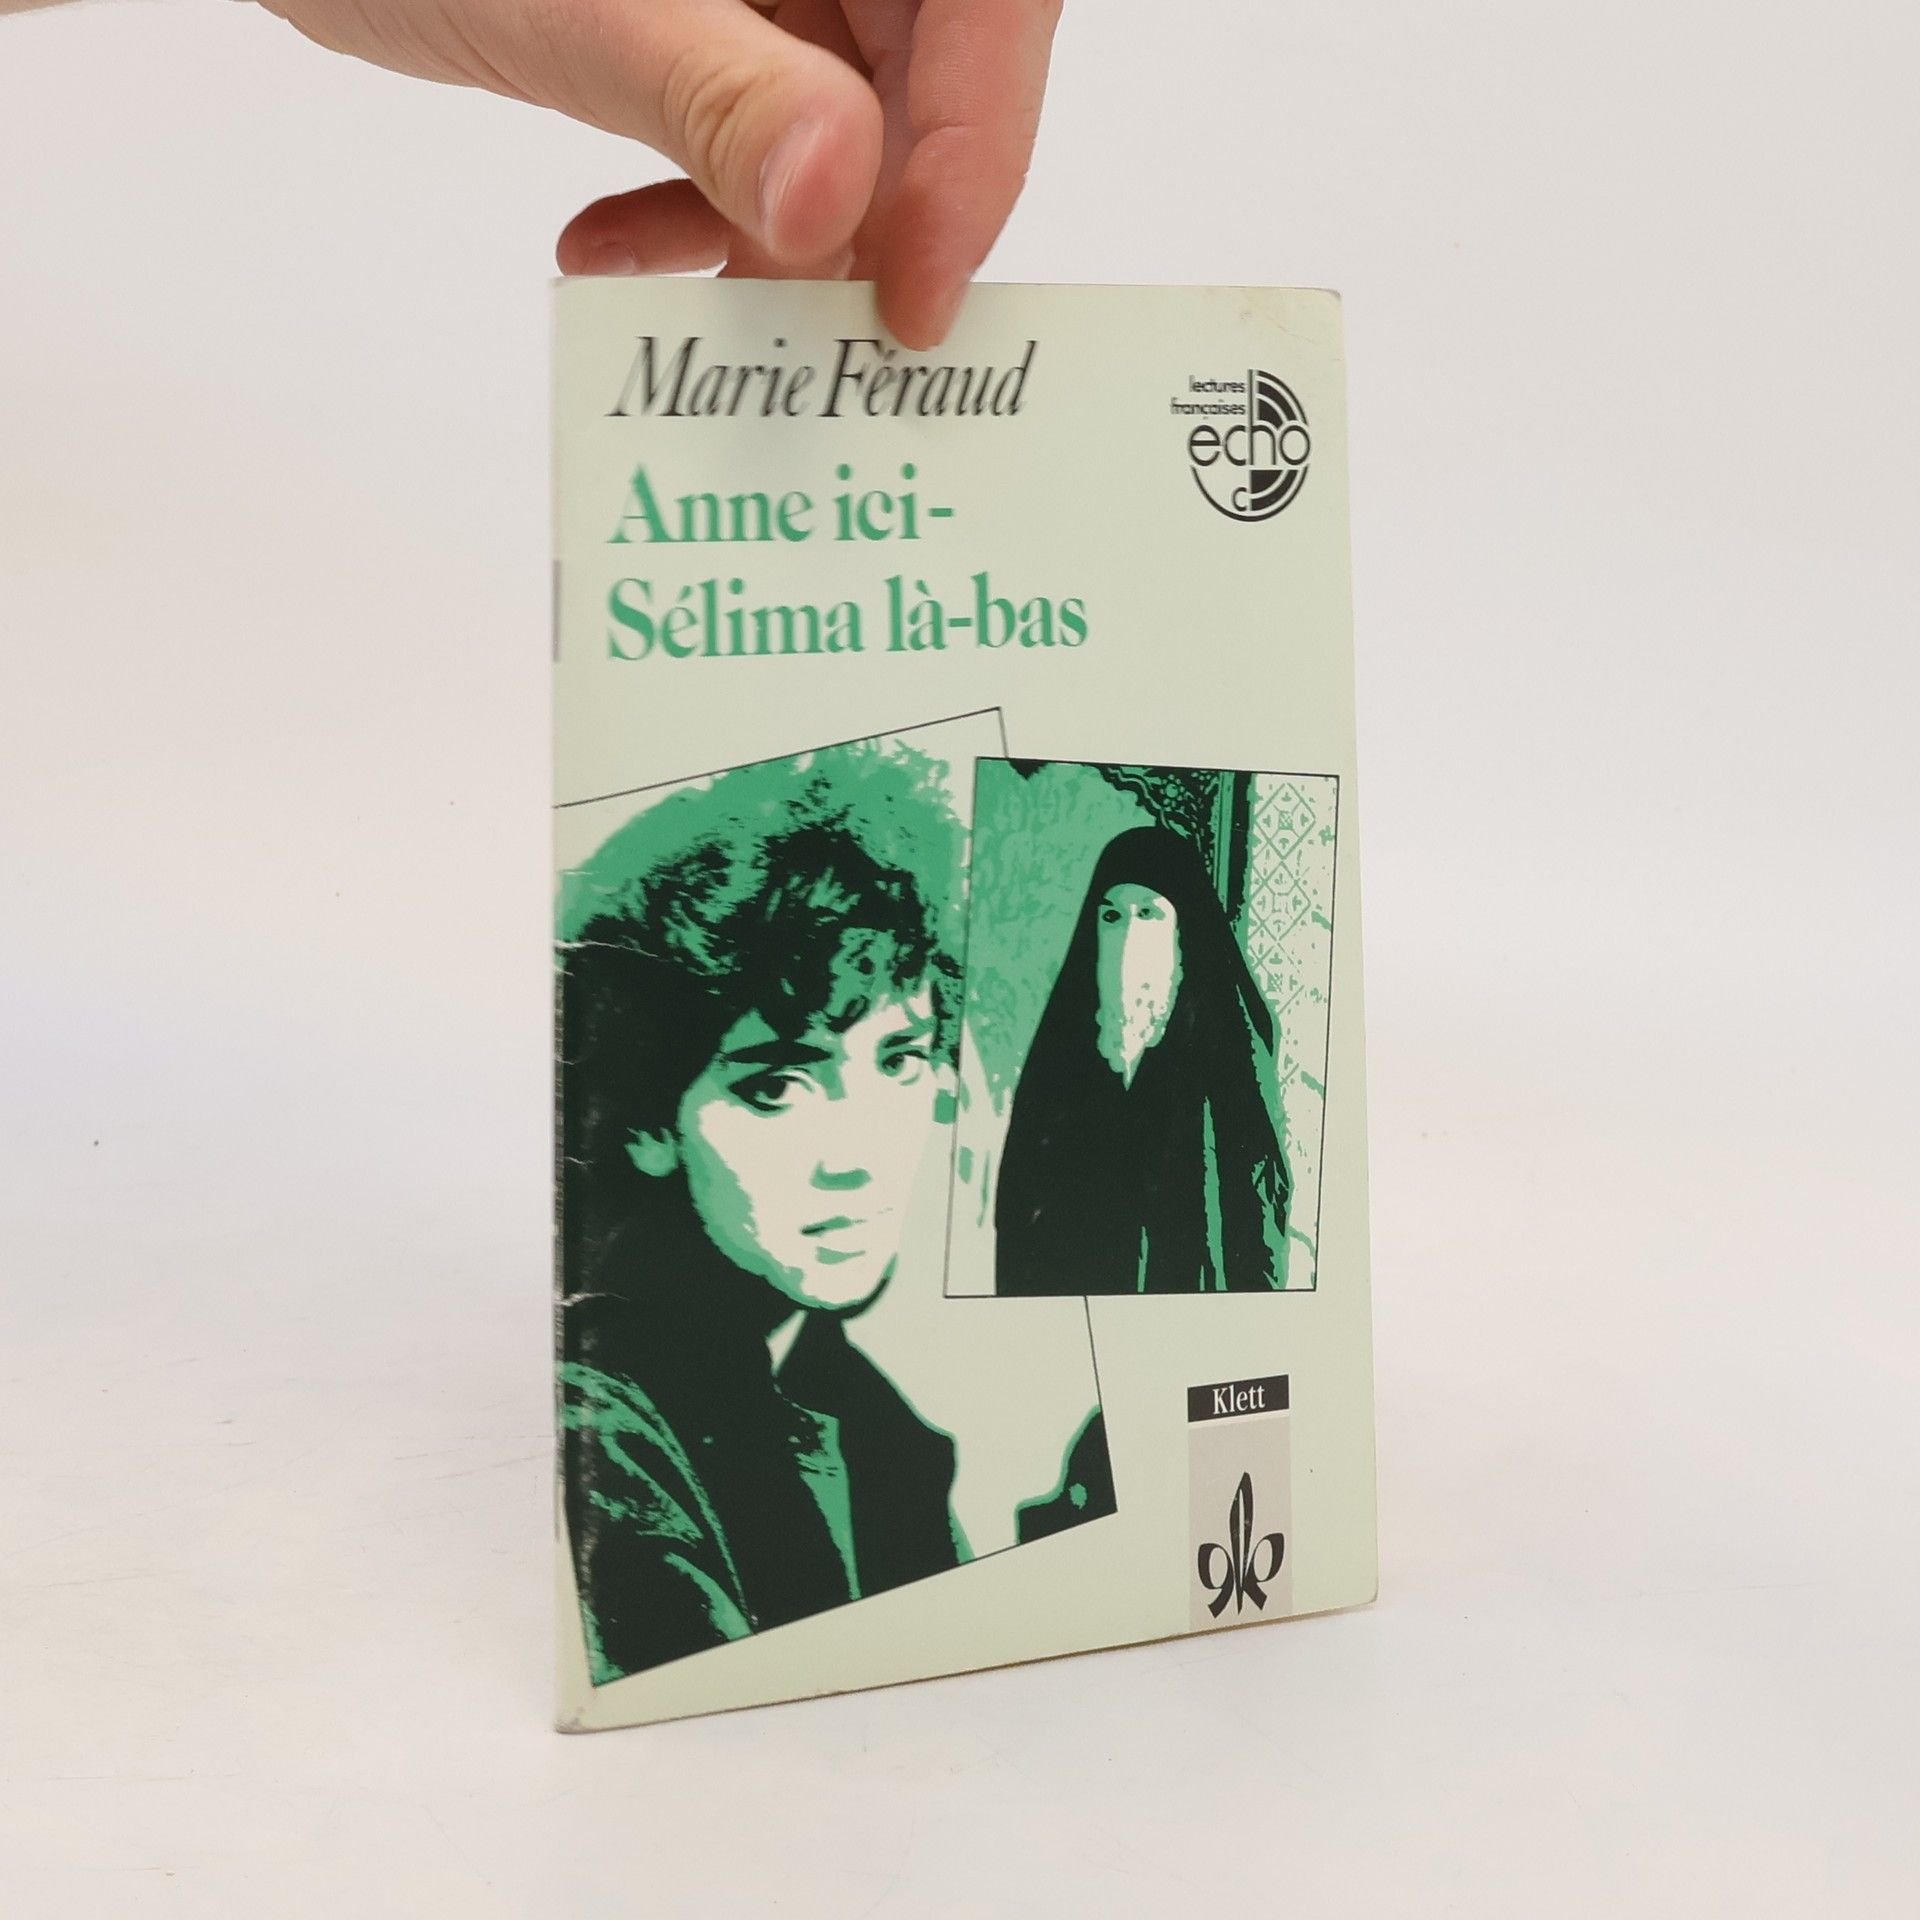 Marie Féraud
lectures
françaises
echo
C
Anne ici-
Sélima là-bas
Klett